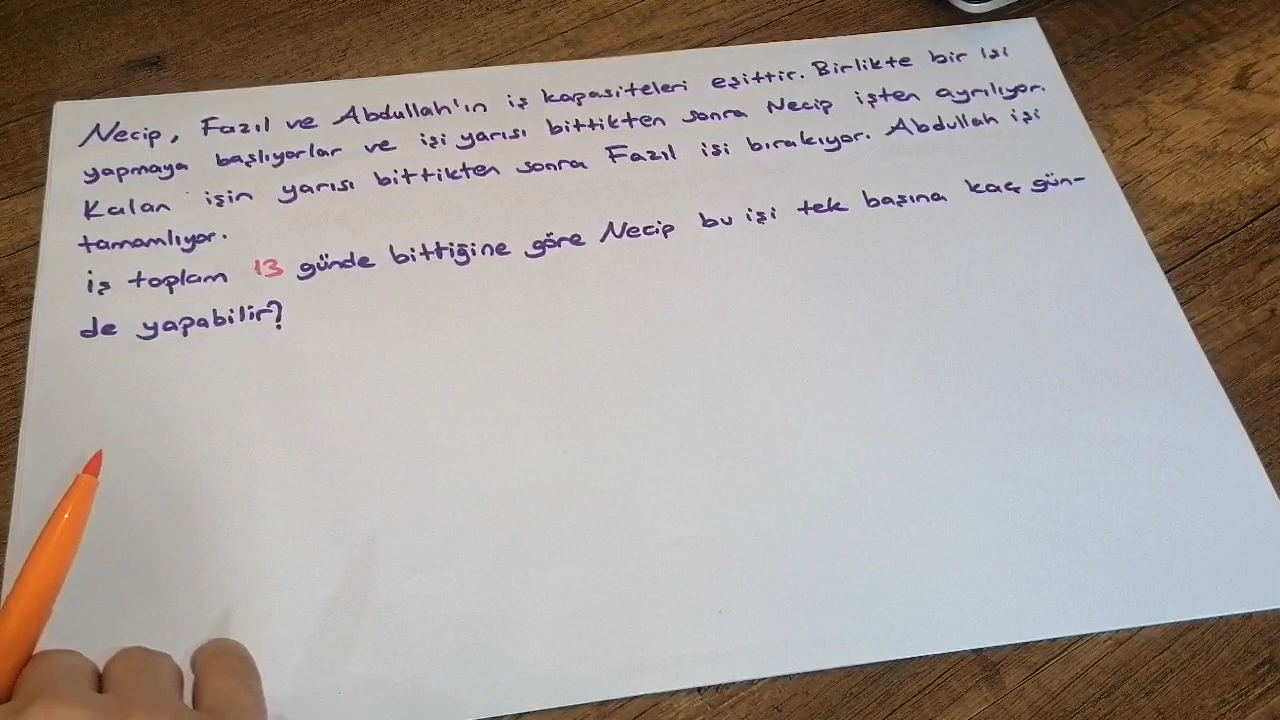 Necip, Fazıl ve Abdullah'ın iş kapasiteleri eşittir. Birlikte bir işi
yapmaya başlıyorlar ve işi yarısı bittikten sonra Necip işten ayrılıyor.
Kalan işin yarısı bittikten sonra Fazıl işi bırakıyor. Abdullah işi
tamamlıyor.
iş toplam 13 günde bittiğine göre Necip bu işi tek başına kaç gün-
de yapabilir?